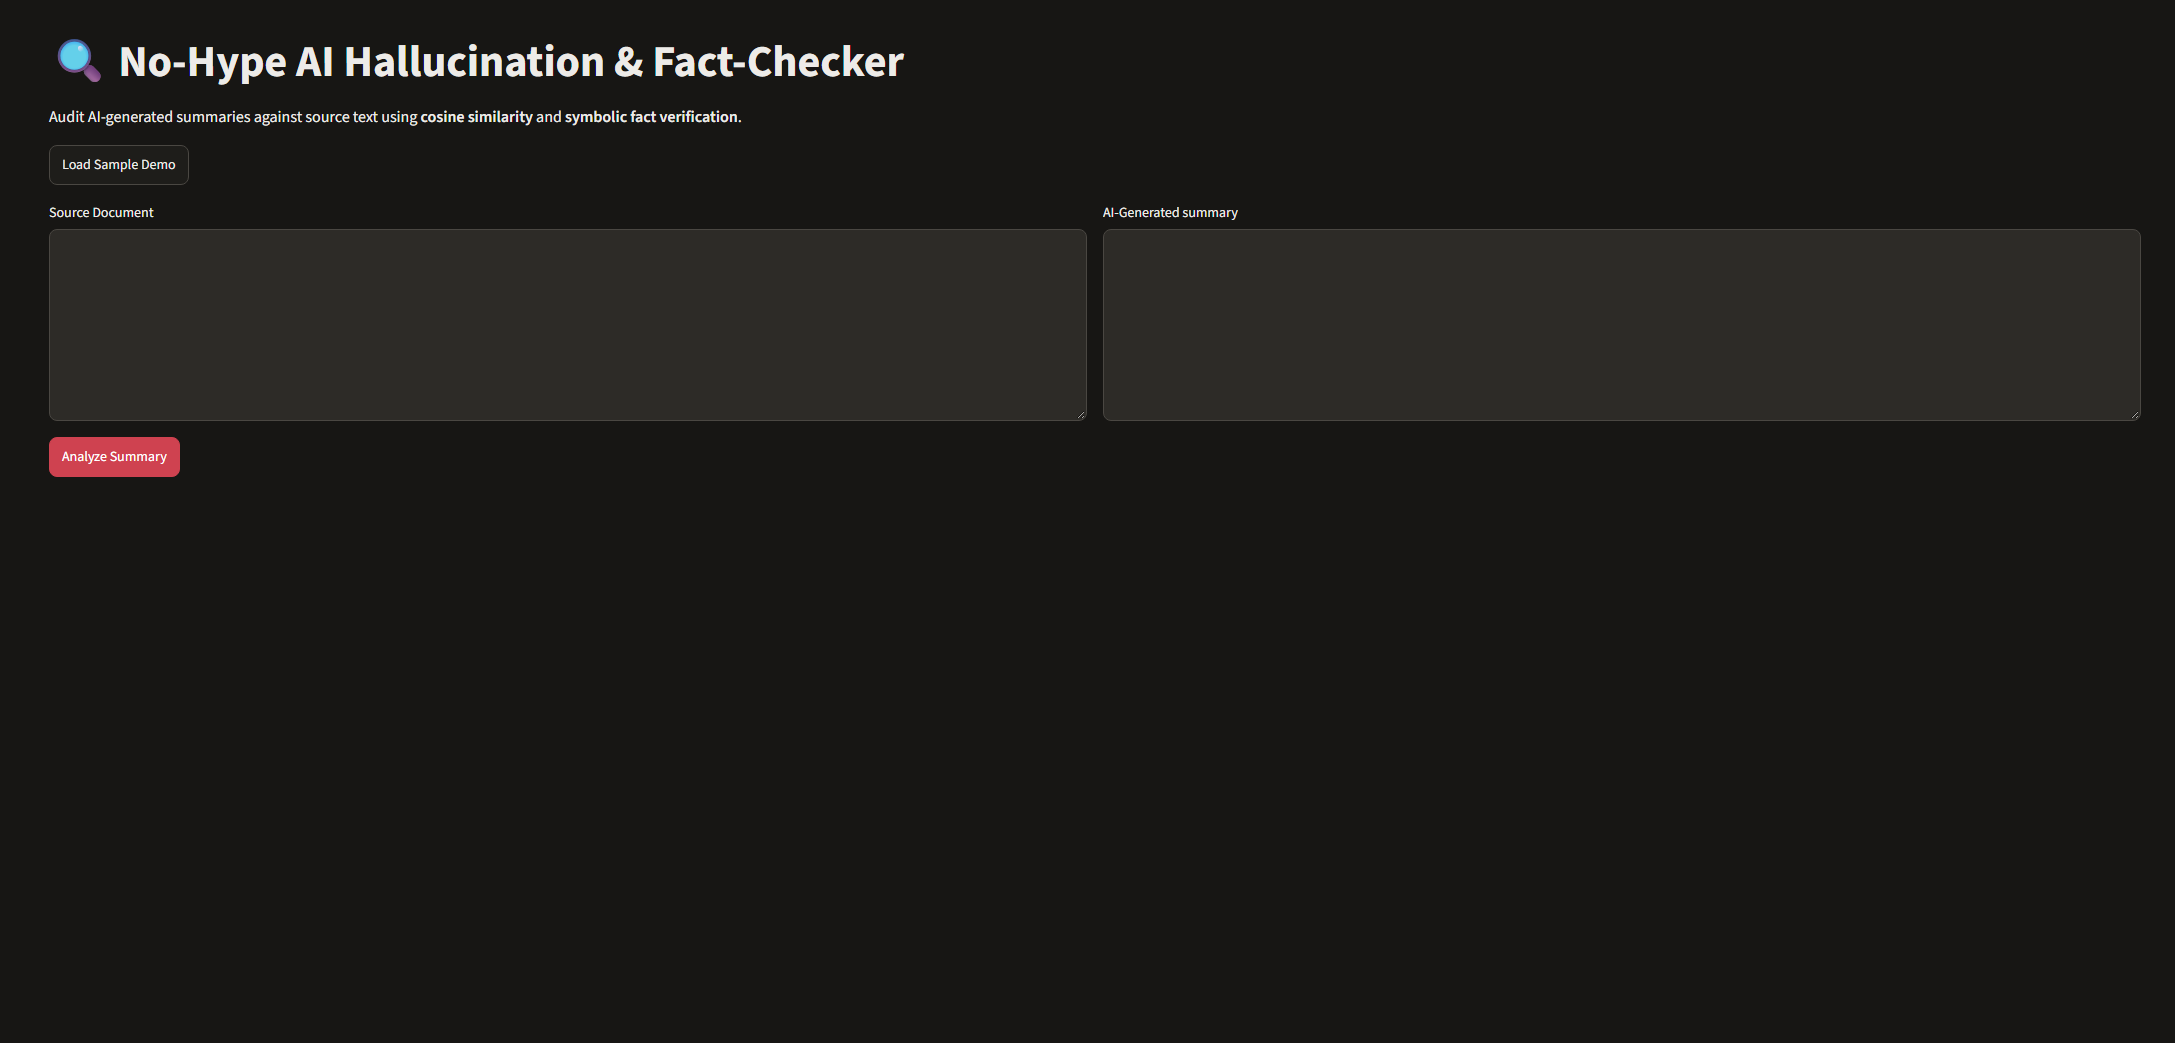 No-Hype AI Hallucination & Fact-Checker
Audit AI-generated summaries against source text using cosine similarity and symbolic fact verification.
Load Sample Demo
Source Document
AI-Generated summary
Analyze Summary